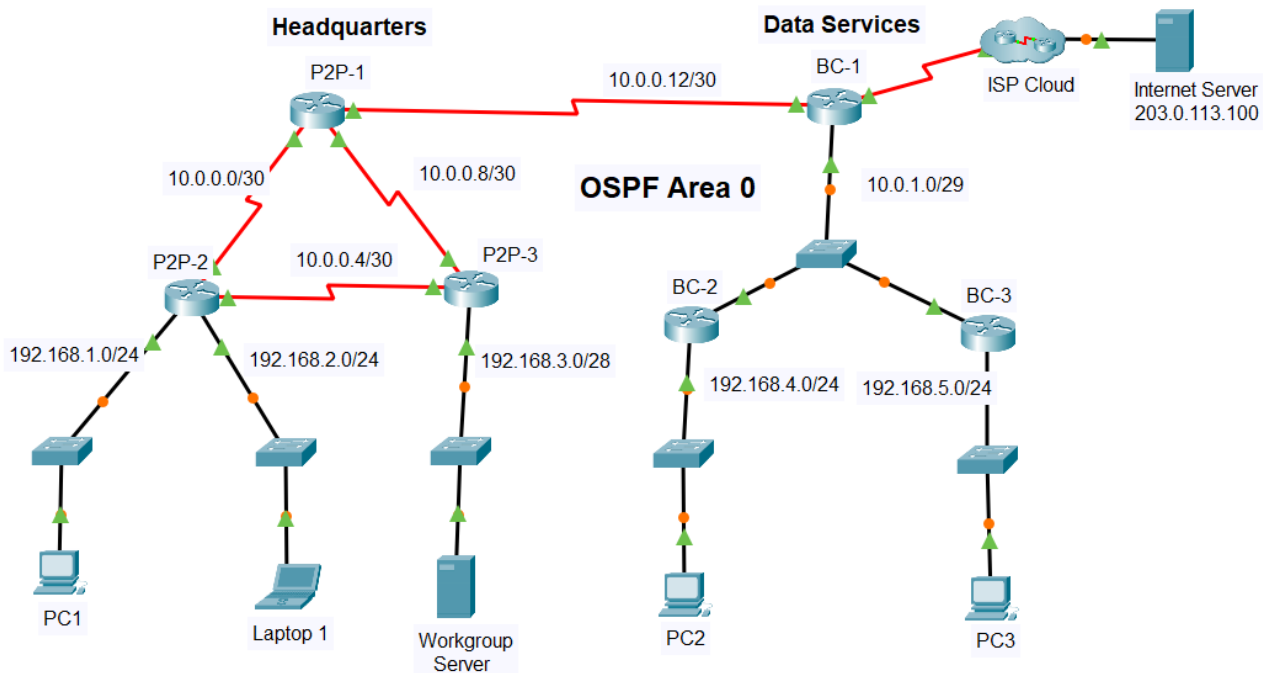 Headquarters
Data Services
P2P-1
BC-1
ISP Cloud
Internet Server
203.0.113.100
10.0.0.12/30
10.0.0.0/30
10.0.0.8/30
OSPF Area 0
10.0.1.0/29
P2P-2
10.0.0.4/30
P2P-3
BC-2
BC-3
192.168.1.0/24
192.168.2.0/24
192.168.3.0/28
192.168.4.0/24
192.168.5.0/24
PC1
Laptop 1
Workgroup
Server
PC2
PC3